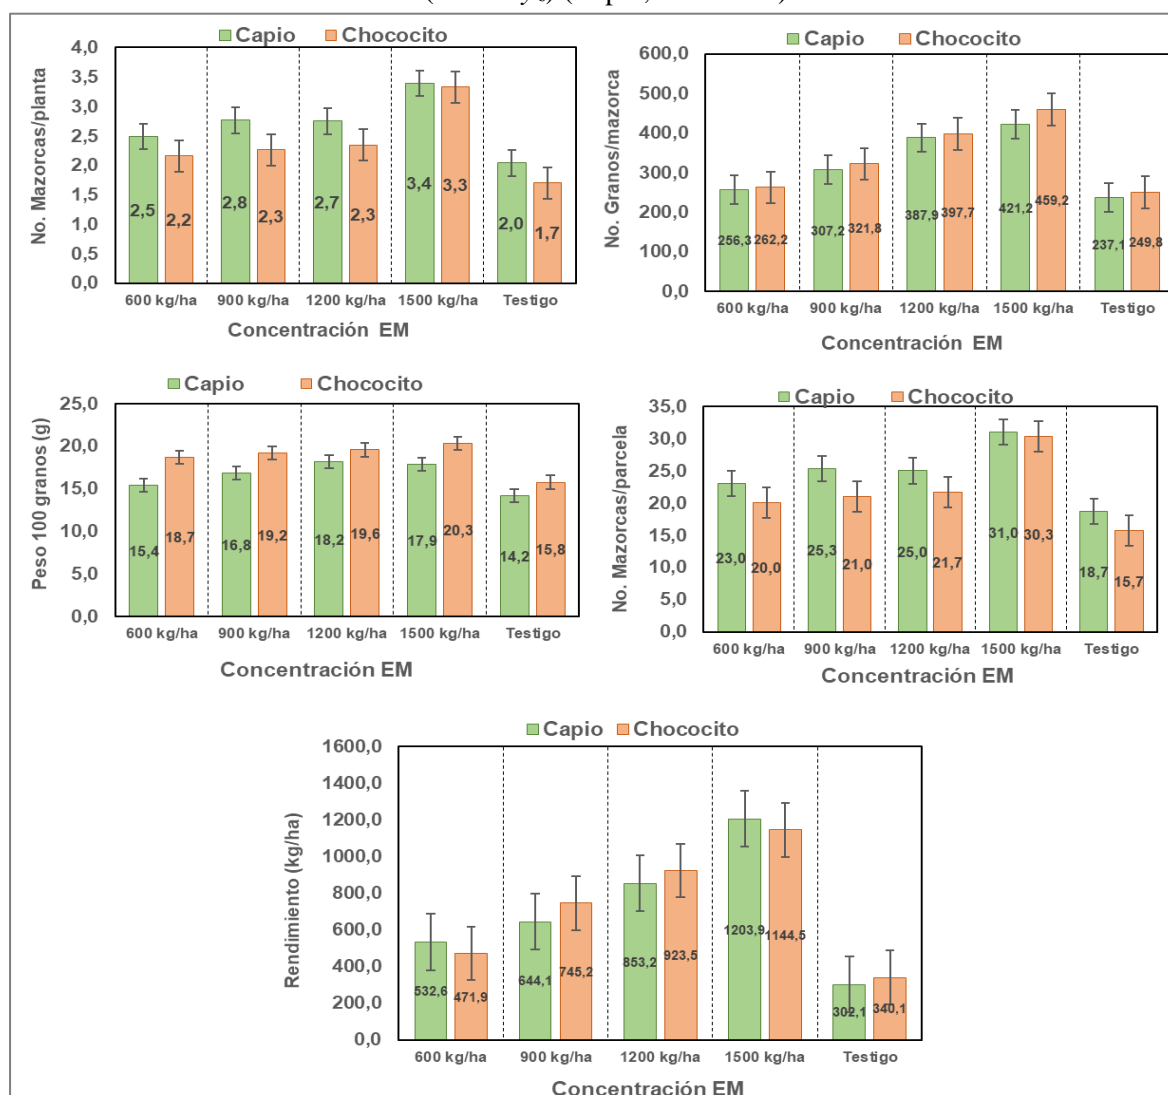 Capio Chococito
No. Mazorcas/planta
4,0
3,5
3,0
2,5
2,0
1,5
1,0
0,5
0,0
2,5 2,2 2,8 2,3 2,7 2,3 3,4 3,3 2,0 1,7
600 kg/ha 900 kg/ha 1200 kg/ha 1500 kg/ha Testigo
Concentración EM
Capio Chococito
No. Granos/mazorca
600,0
500,0
400,0
300,0
200,0
100,0
0,0
256,3 262,2 307,2 321,8 387,9 397,7 421,2 459,2 237,1 249,8
600 kg/ha 900 kg/ha 1200 kg/ha 1500 kg/ha Testigo
Concentración EM
Capio Chococito
Peso 100 granos (g)
25,0
20,0
15,0
10,0
5,0
0,0
15,4 18,7 16,8 19,2 18,2 19,6 17,9 20,3 14,2 15,8
600 kg/ha 900 kg/ha 1200 kg/ha 1500 kg/ha Testigo
Concentración EM
Capio Chococito
No. Mazorcas/parcela
35,0
30,0
25,0
20,0
15,0
10,0
5,0
0,0
23,0 20,0 25,3 21,0 25,0 21,7 31,0 30,3 18,7 15,7
600 kg/ha 900 kg/ha 1200 kg/ha 1500 kg/ha Testigo
Concentración EM
Capio Chococito
Rendimiento (kg/ha)
1600,0
1400,0
1200,0
1000,0
800,0
600,0
400,0
200,0
0,0
532,6 471,9 644,1 745,2 853,2 923,5 1203,9 1144,5 302,1 340,1
600 kg/ha 900 kg/ha 1200 kg/ha 1500 kg/ha Testigo
Concentración EM